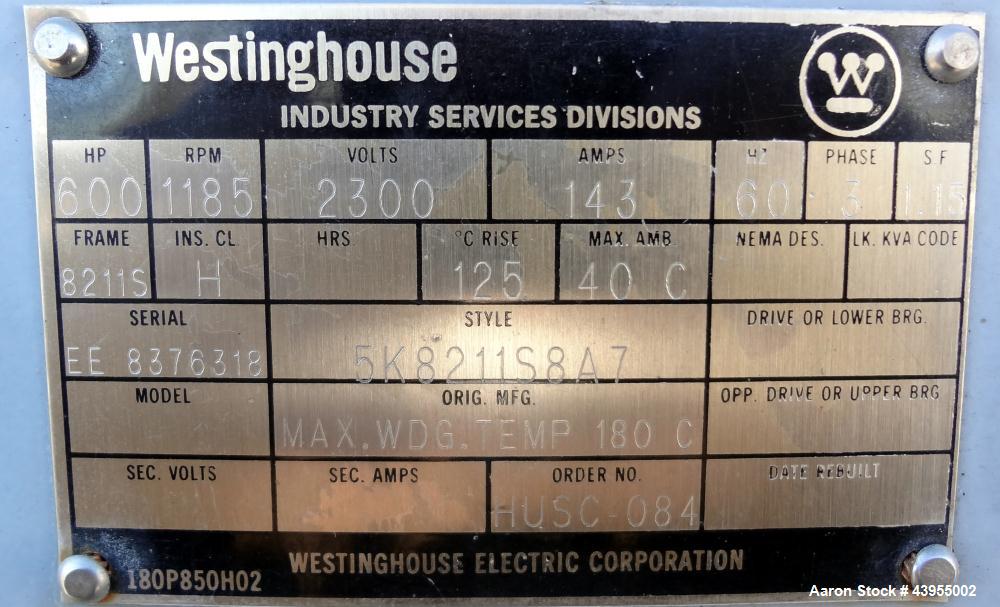 Westinghouse
W
INDUSTRY SERVICES DIVISIONS
HP RPM VOLTS AMPS HZ PHASE S.F
600 1185 2300 143 60 3 1.15
FRAME INS. CL HRS °C RISE MAX. AMB. NEMA DES. LK. KVA CODE
8211S H 125 40 C
SERIAL STYLE DRIVE OR LOWER BRG.
EE 8376318 5K8211S8A7
MODEL ORIG. MFG. OPP. DRIVE OR UPPER BRG
MAX.WDG.TEMP 180 C
SEC. VOLTS SEC. AMPS ORDER NO. DATE REBUILT
HUSC-084
WESTINGHOUSE ELECTRIC CORPORATION
180P850H02
Aaron Stock # 43955002